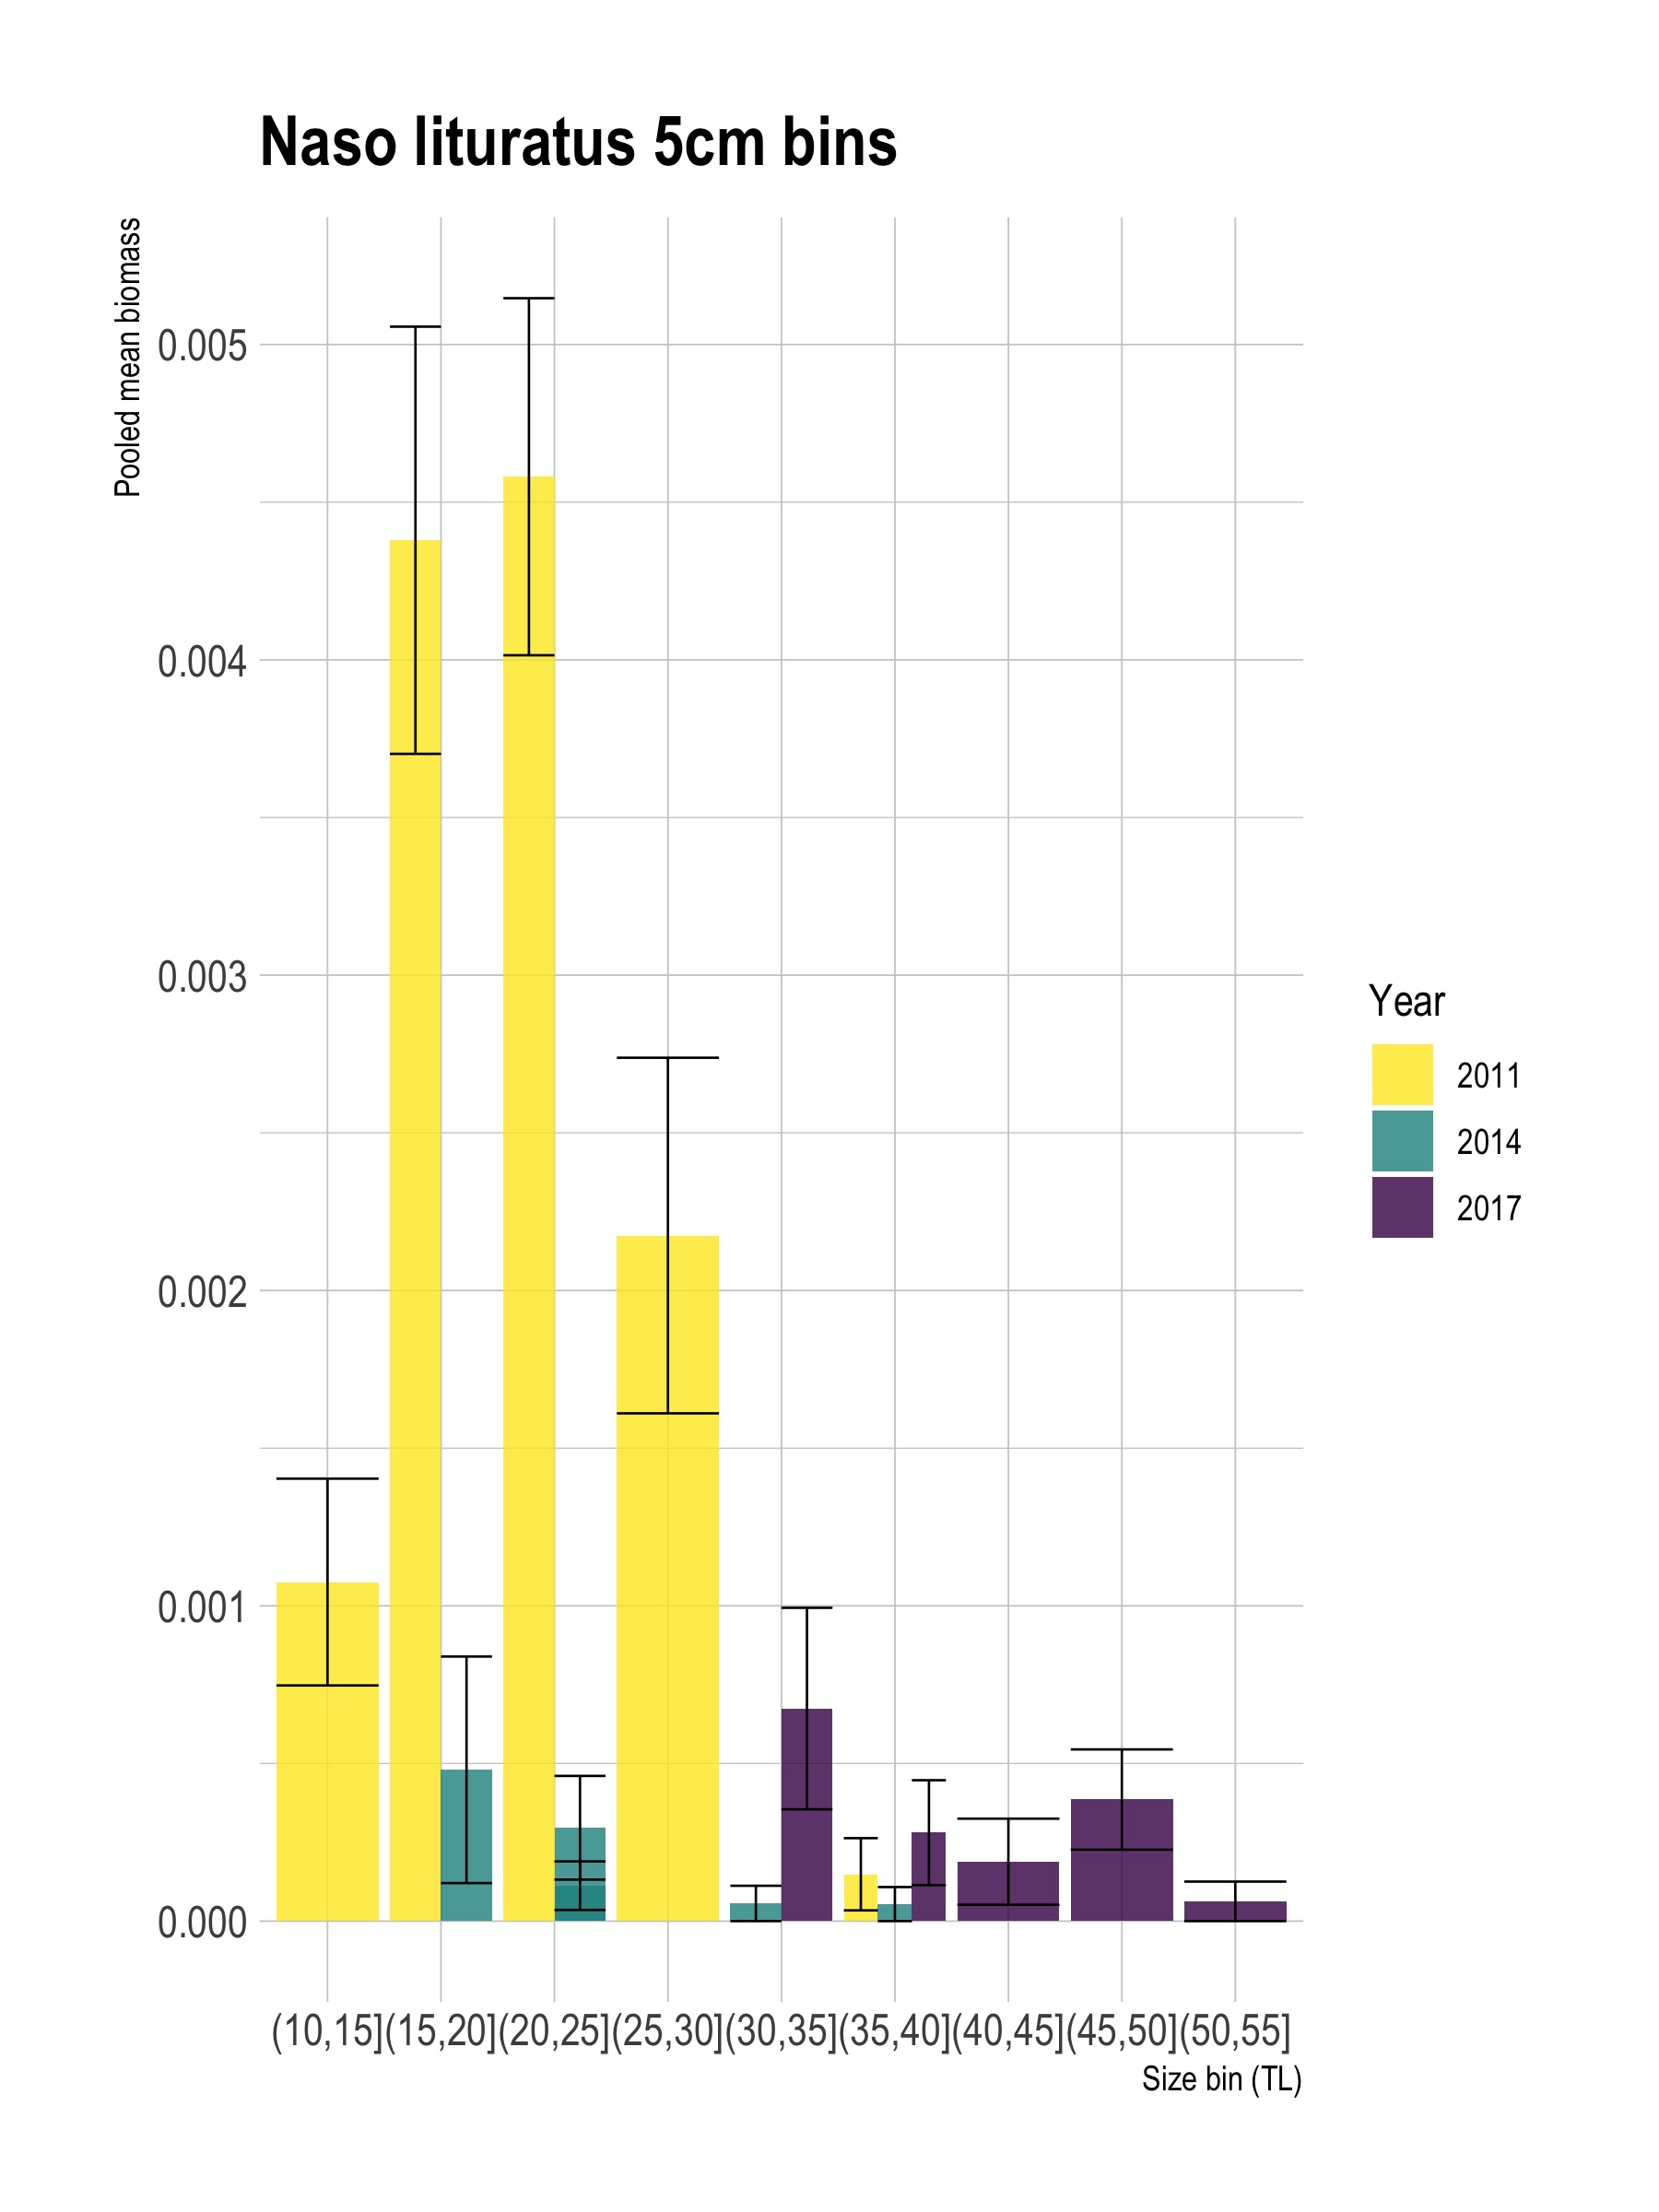 Naso lituratus 5cm bins
Pooled mean biomass
0.005
0.004
0.003
0.002
0.001
0.000
(10,15] (15,20] (20,25] (25,30] (30,35] (35,40] (40,45] (45,50] (50,55]
Size bin (TL)
Year
2011
2014
2017